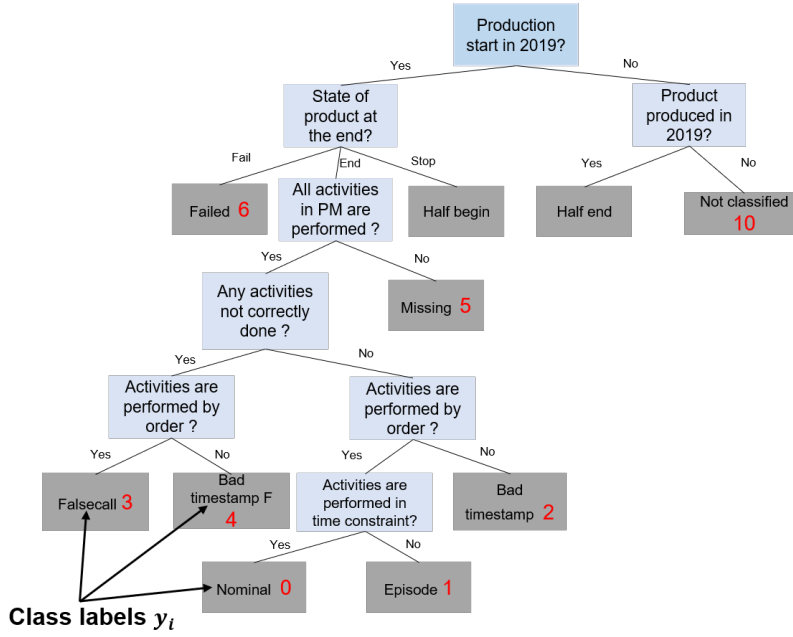 Production
start in 2019?
Yes
No
State of
product at
the end?
Product
produced in
2019?
Fail
End
Stop
Yes
No
Failed 6
All activities
in PM are
performed ?
Half begin
Half end
Not classified
10
Yes
No
Any activities
not correctly
done ?
Missing 5
Yes
No
Activities are
performed by
order ?
Activities are
performed by
order ?
Yes
No
Yes
No
Falsecall 3
Bad
timestamp F
4
Activities are
performed in
time constraint?
Bad
timestamp 2
Yes
No
Nominal 0
Episode 1
Class labels yᵢ